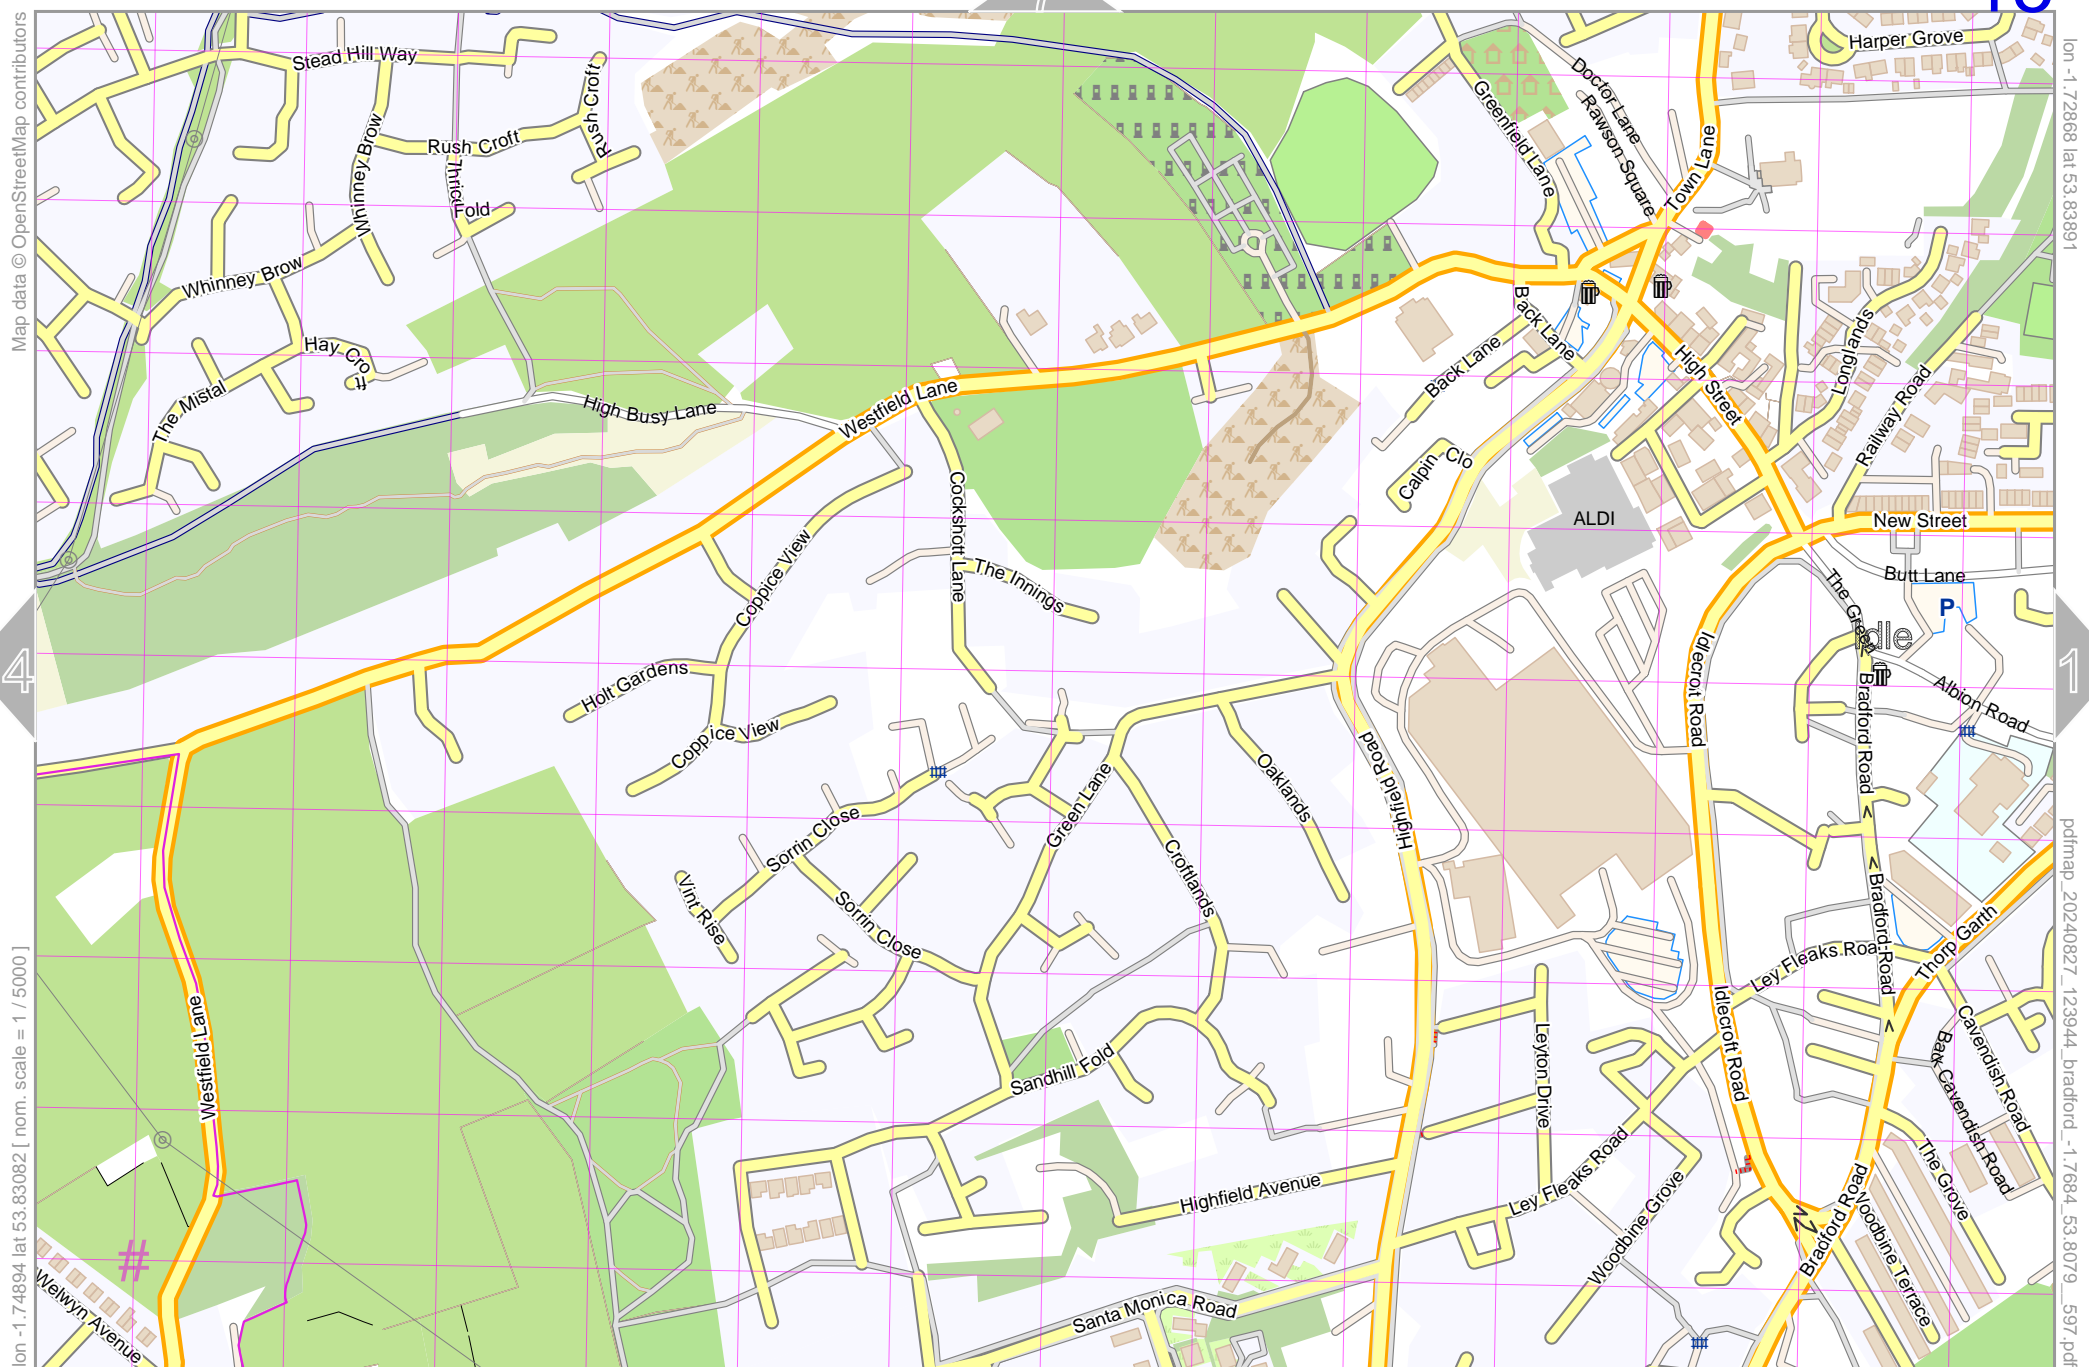 Map data © OpenStreetMap contributors
lon -1.72868 lat 53.83891
lon -1.74894 lat 53.83082 [ nom. scale = 1 / 5000 ]
pdfmap_20240827_123944_bradford_-1.7684_53.8079__597.pdf
4
1
Stead Hill Way
Rush Croft
Rush Croft
Whinney Brow
Thrice
Fold
Whinney Brow
Hay Croft
The Mistal
High Busy Lane
Westfield Lane
Harper Grove
Doctor Lane
Rawson Square
Greenfield Lane
Town Lane
Back Lane
Back Lane
High Street
Longlands
Railway Road
Calpin Clo
ALDI
New Street
Butt Lane
The Green
Idle
P
Albion Road
Bradford Road
Idlecroft Road
Cockshott Lane
The Innings
Coppice View
Holt Gardens
Coppice View
Highfield Road
Oaklands
Green Lane
Croftlands
Sorrin Close
Sorrin Close
Vint Rise
Bradford Road
Thorp Garth
Ley Fleaks Road
Idlecroft Road
Cavendish Road
Back Cavendish Road
Westfield Lane
Leyton Drive
Sandhill Fold
Ley Fleaks Road
Highfield Avenue
Woodbine Grove
The Grove
Bradford Road
Woodbine Terrace
Santa Monica Road
#
Welwyn Avenue